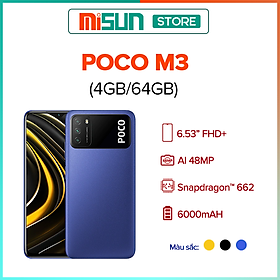 MISUN STORE
POCO M3
(4GB/64GB)
POCO
6.53" FHD+
AI 48MP
Snapdragon™ 662
6000mAH
Màu sắc: